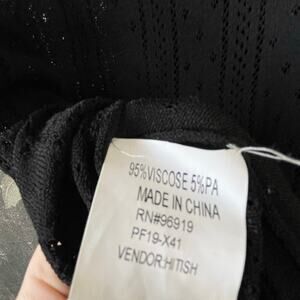 95%VISCOSE 5%PA
MADE IN CHINA
RN#96919
PF19-X41
VENDOR:HITISH